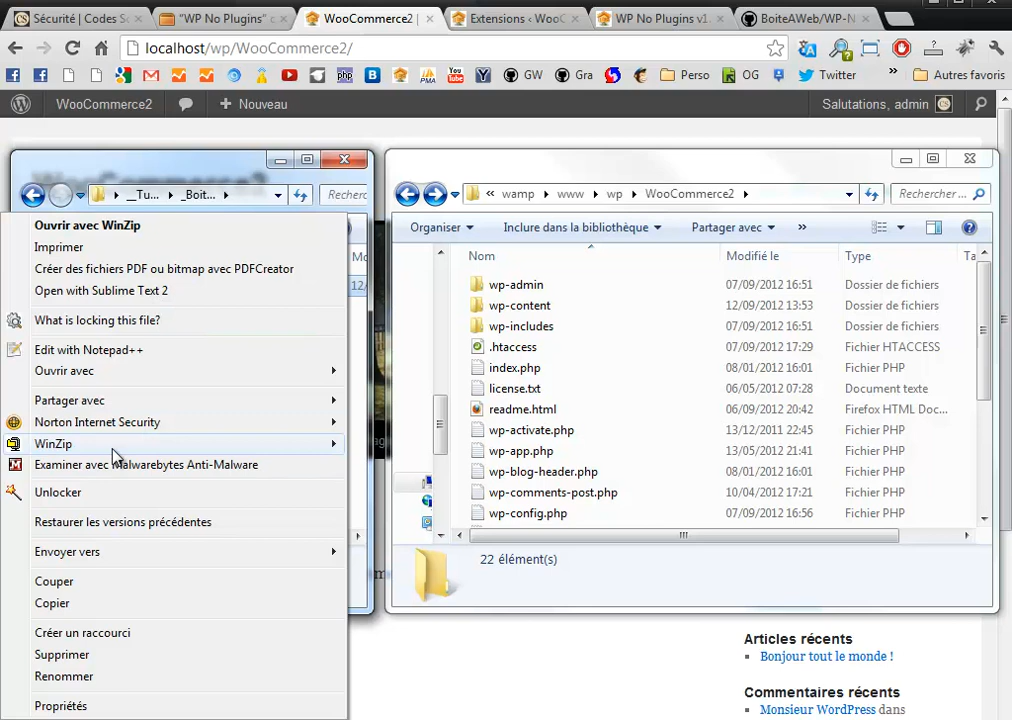 Sécurité | Codes S
"WP No Plugins" c
WooCommerce2 |
Extensions ‹ WooC
WP No Plugins v1.
BoiteAWeb/WP-N
localhost/wp/WooCommerce2/
GW
Gra
Perso
OG
Twitter
»
Autres favoris
WooCommerce2
+ Nouveau
Salutations, admin
__Tu...
_Boit...
Recherc
Ouvrir avec WinZip
Imprimer
Créer des fichiers PDF ou bitmap avec PDFCreator
Open with Sublime Text 2
What is locking this file?
Edit with Notepad++
Ouvrir avec
Partager avec
Norton Internet Security
WinZip
Examiner avec Malwarebytes Anti-Malware
Unlocker
Restaurer les versions précédentes
Envoyer vers
Couper
Copier
Créer un raccourci
Supprimer
Renommer
Propriétés
« wamp
www
wp
WooCommerce2
Rechercher...
Organiser
Inclure dans la bibliothèque
Partager avec
»
Nom Modifié le Type Ta
wp-admin 07/09/2012 16:51 Dossier de fichiers
wp-content 12/09/2012 13:53 Dossier de fichiers
wp-includes 07/09/2012 16:51 Dossier de fichiers
.htaccess 07/09/2012 17:29 Fichier HTACCESS
index.php 08/01/2012 16:01 Fichier PHP
license.txt 06/05/2012 07:28 Document texte
readme.html 06/09/2012 20:42 Firefox HTML Doc...
wp-activate.php 13/12/2011 22:45 Fichier PHP
wp-app.php 13/12/2011 22:45 Fichier PHP
wp-blog-header.php 08/01/2012 16:01 Fichier PHP
wp-comments-post.php 10/04/2012 17:21 Fichier PHP
wp-config.php 07/09/2012 16:56 Fichier PHP
22 élément(s)
Articles récents
Bonjour tout le monde !
Commentaires récents
Monsieur WordPress dans